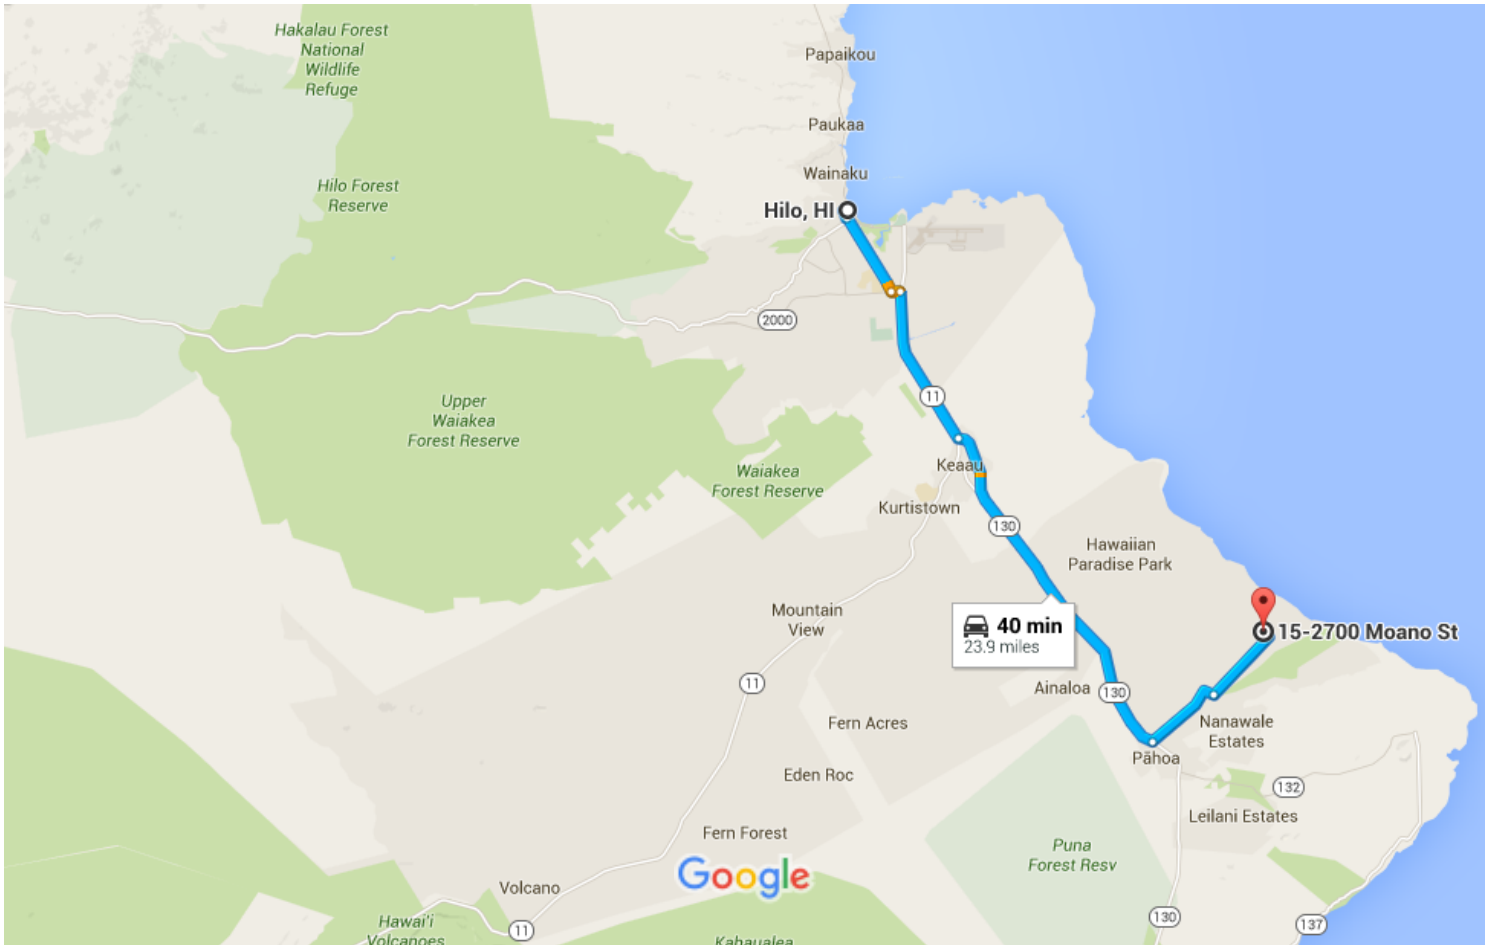 Hakalau Forest
National
Wildlife
Refuge
Papaikou
Paukaa
Wainaku
Hilo Forest
Reserve
Hilo, HI
2000
11
Upper
Waiakea
Forest Reserve
Keaau
Waiakea
Forest Reserve
Kurtistown
130
Hawaiian
Paradise Park
Mountain
View
40 min
23.9 miles
15-2700 Moano St
11
Ainaloa
130
Fern Acres
Nanawale
Estates
Pāhoa
Eden Roc
132
Leilani Estates
Fern Forest
Puna
Forest Resv
Google
Volcano
Hawai'i
Volcanoes
11
Kahaualea
130
137